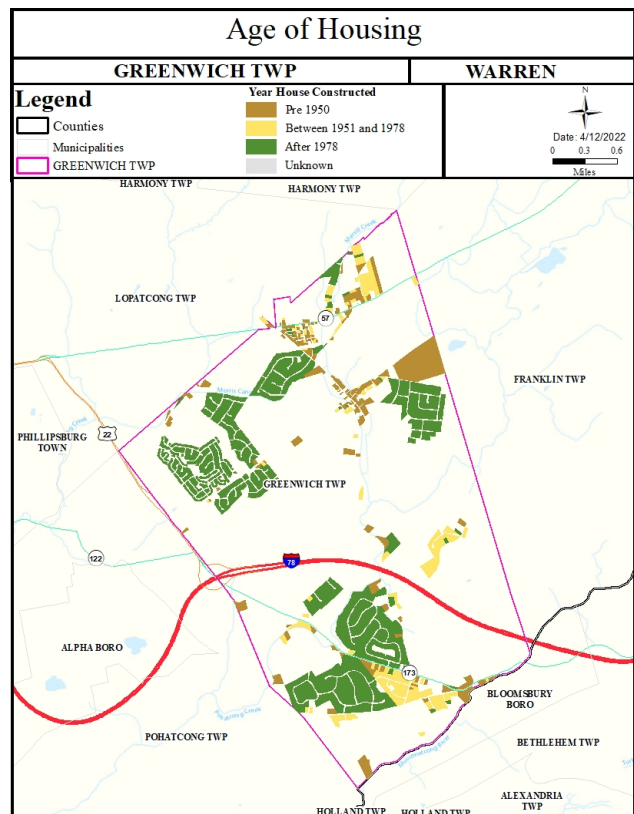 Age of Housing
GREENWICH TWP
WARREN
Legend
Counties
Municipalities
GREENWICH TWP
Year House Constructed
Pre 1950
Between 1951 and 1978
After 1978
Unknown
N
Date: 4/12/2022
0 0.3 0.6
Miles
HARMONY TWP
HARMONY TWP
LOPATCONG TWP
57
FRANKLIN TWP
Morris Canal
Creek
22
PHILLIPSBURG
TOWN
GREENWICH TWP
122
78
ALPHA BORO
173
BLOOMSBURY
BORO
POHATCONG TWP
BETHLEHEM TWP
ALEXANDRIA
TWP
HOLLAND TWP
HOLLAND TWP